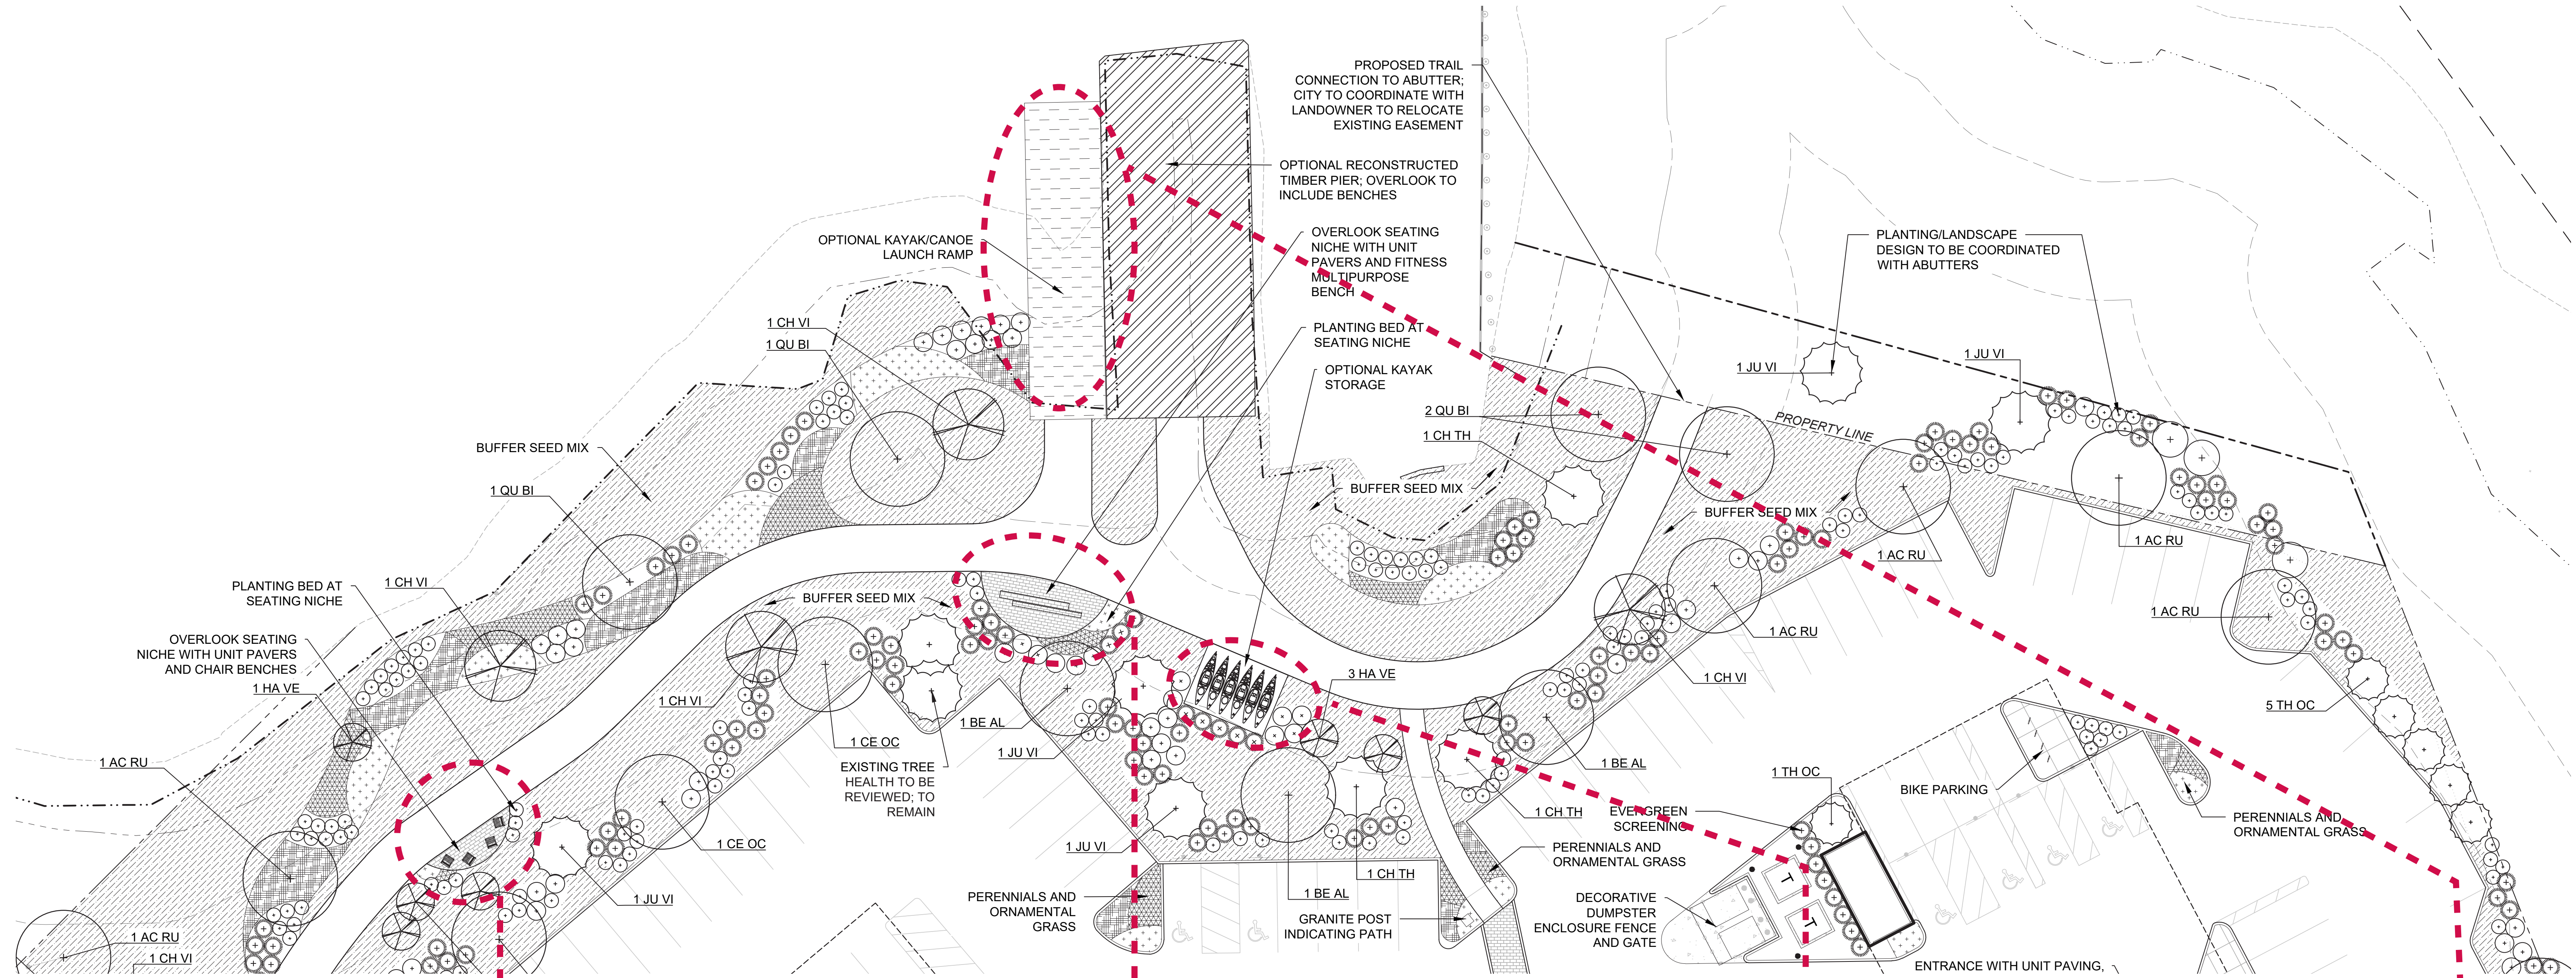 PROPOSED TRAIL
CONNECTION TO ABUTTER;
CITY TO COORDINATE WITH
LANDOWNER TO RELOCATE
EXISTING EASEMENT
OPTIONAL RECONSTRUCTED
TIMBER PIER; OVERLOOK TO
INCLUDE BENCHES
OPTIONAL KAYAK/CANOE
LAUNCH RAMP
OVERLOOK SEATING
NICHE WITH UNIT
PAVERS AND FITNESS
MULTIPURPOSE
BENCH
PLANTING/LANDSCAPE
DESIGN TO BE COORDINATED
WITH ABUTTERS
1 CH VI
1 QU BI
PLANTING BED AT
SEATING NICHE
OPTIONAL KAYAK
STORAGE
1 JU VI
1 JU VI
2 QU BI
1 CH TH
PROPERTY LINE
BUFFER SEED MIX
1 QU BI
BUFFER SEED MIX
BUFFER SEED MIX
1 AC RU
1 AC RU
PLANTING BED AT
SEATING NICHE
1 CH VI
BUFFER SEED MIX
1 AC RU
1 AC RU
OVERLOOK SEATING
NICHE WITH UNIT PAVERS
AND CHAIR BENCHES
1 HA VE
1 CH VI
3 HA VE
1 CH VI
5 TH OC
1 BE AL
1 CE OC
1 JU VI
1 AC RU
EXISTING TREE
HEALTH TO BE
REVIEWED; TO
REMAIN
1 BE AL
1 TH OC
BIKE PARKING
EVERGREEN
SCREENING
1 CH TH
PERENNIALS AND
ORNAMENTAL GRASS
1 CE OC
1 JU VI
PERENNIALS AND
ORNAMENTAL GRASS
1 CH TH
1 JU VI
1 BE AL
PERENNIALS AND
ORNAMENTAL
GRASS
GRANITE POST
INDICATING PATH
DECORATIVE
DUMPSTER
ENCLOSURE FENCE
AND GATE
T
T
1 AC RU
1 CH VI
ENTRANCE WITH UNIT PAVING,